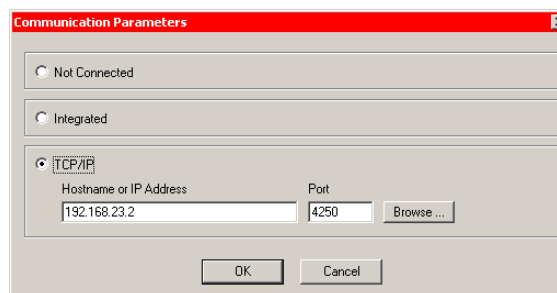 Communication Parameters
Not Connected
Integrated
TCP/IP
Hostname or IP Address Port
192.168.23.2 4250 Browse ...
OK Cancel